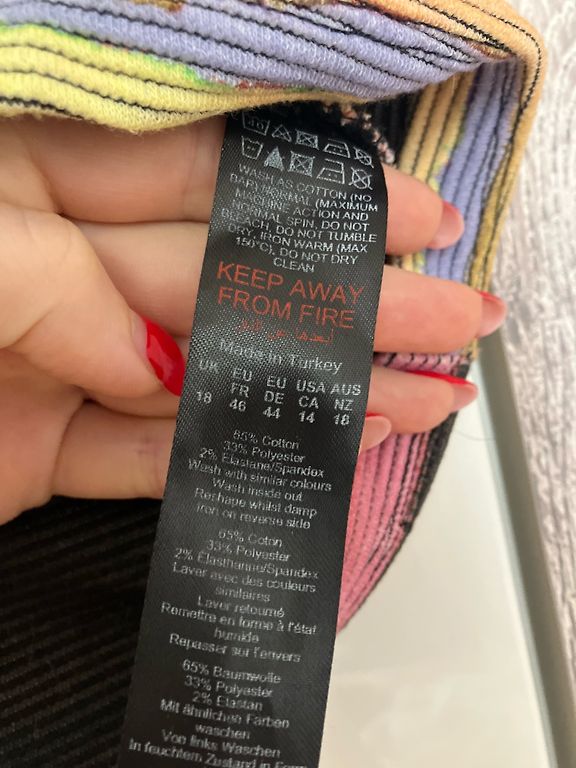 WASH AS COTTON (NO
BAR) NORMAL (MAXIMUM
ACTION AND
NORMAL SPIN, DO NOT
BLEACH, DO NOT TUMBLE
DRY, IRON WARM (MAX
150°C), DO NOT DRY
CLEAN
KEEP AWAY
FROM FIRE
Made in Turkey
UK EU EU USA AUS
FR DE CA NZ
18 46 44 14 18
65% Cotton
33% Polyester
2% Elastane/Spandex
Wash with similar colours
Wash inside out
Reshape whilst damp
Iron on reverse side
65% Coton
33% Polyester
2% Elasthanne/Spandex
Laver avec des couleurs
similaires
Laver retourné
Remettre en forme à l'état
humide
Repasser sur l'envers
65% Baumwolle
33% Polyester
2% Elastan
Mit ähnlichen Farben
waschen
Von links Waschen
In feuchtem Zustand in